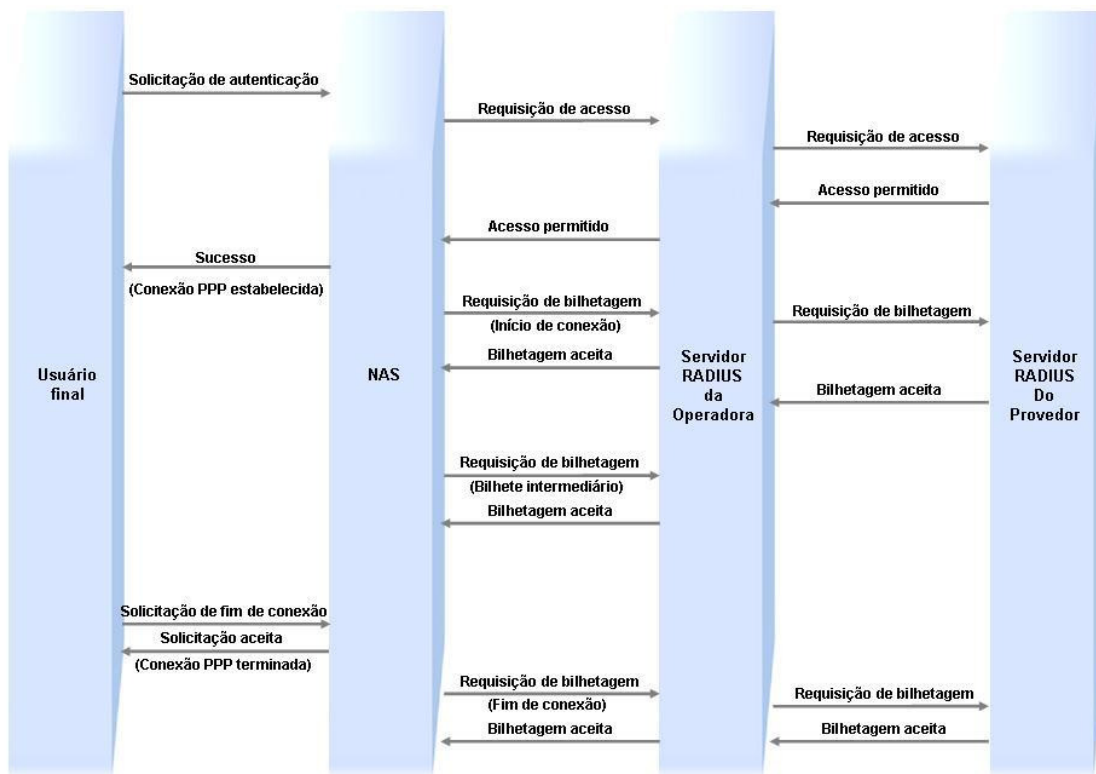 Solicitação de autenticação
Requisição de acesso
Requisição de acesso
Acesso permitido
Acesso permitido
Sucesso
(Conexão PPP estabelecida)
Requisição de bilhetagem
(Início de conexão)
Requisição de bilhetagem
Bilhetagem aceita
Usuário
final
NAS
Servidor
RADIUS
da
Operadora
Servidor
RADIUS
Do
Provedor
Bilhetagem aceita
Requisição de bilhetagem
(Bilhete intermediário)
Bilhetagem aceita
Solicitação de fim de conexão
Solicitação aceita
(Conexão PPP terminada)
Requisição de bilhetagem
(Fim de conexão)
Requisição de bilhetagem
Bilhetagem aceita
Bilhetagem aceita